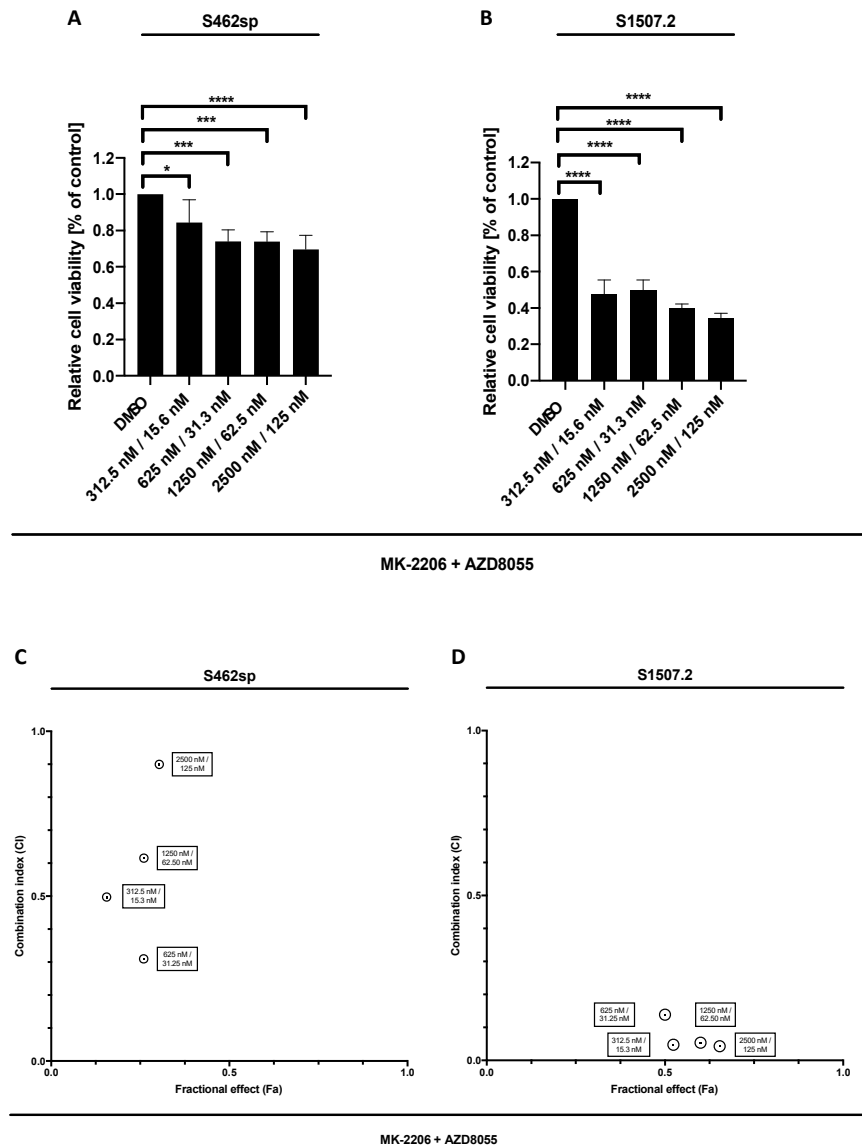 A
S462sp
****
***
***
*
Relative cell viability [% of control]
1.2
1.0
0.8
0.6
0.4
0.2
0.0
DMSO
312.5 nM / 15.6 nM
625 nM / 31.3 nM
1250 nM / 62.5 nM
2500 nM / 125 nM
B
S1507.2
****
****
****
****
Relative cell viability [% of control]
1.2
1.0
0.8
0.6
0.4
0.2
0.0
DMSO
312.5 nM / 15.6 nM
625 nM / 31.3 nM
1250 nM / 62.5 nM
2500 nM / 125 nM
MK-2206 + AZD8055
C
S462sp
Combination index (CI)
1.0
0.5
0.0
2500 nM /
125 nM
1250 nM /
62.50 nM
312.5 nM /
15.3 nM
625 nM /
31.25 nM
0.0
0.5
1.0
Fractional effect (Fa)
D
S1507.2
Combination index (CI)
1.0
0.5
0.0
625 nM /
31.25 nM
1250 nM /
62.50 nM
312.5 nM /
15.3 nM
2500 nM /
125 nM
0.0
0.5
1.0
Fractional effect (Fa)
MK-2206 + AZD8055